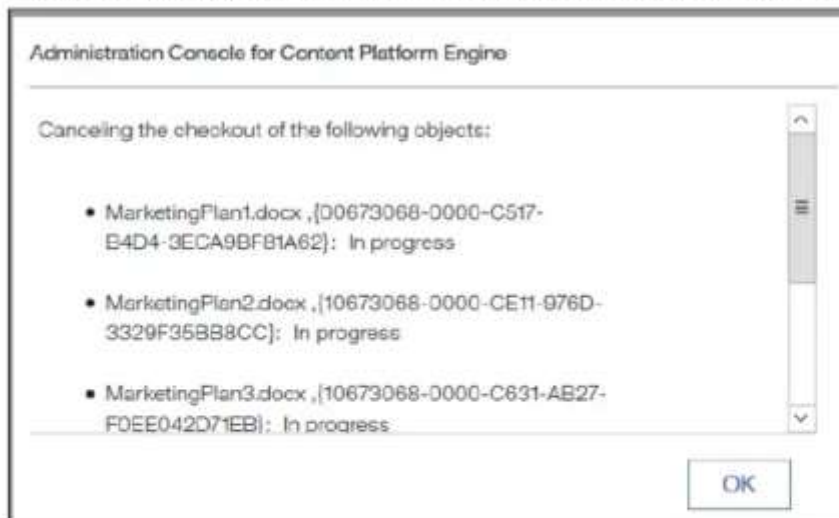 Administration Console for Content Platform Engine
Canceling the checkout of the following objects:
• MarketingPlan1.docx ,{D0673068-0000-C517-
B4D4-3ECA9BF81A62}: In progress
• MarketingPlan2.docx ,{10673068-0000-CE11-976D-
3329F35BB8CC}: In progress
• MarketingPlan3.docx ,{10673068-0000-C631-AB27-
F0EE042D71EB}: In progress
OK